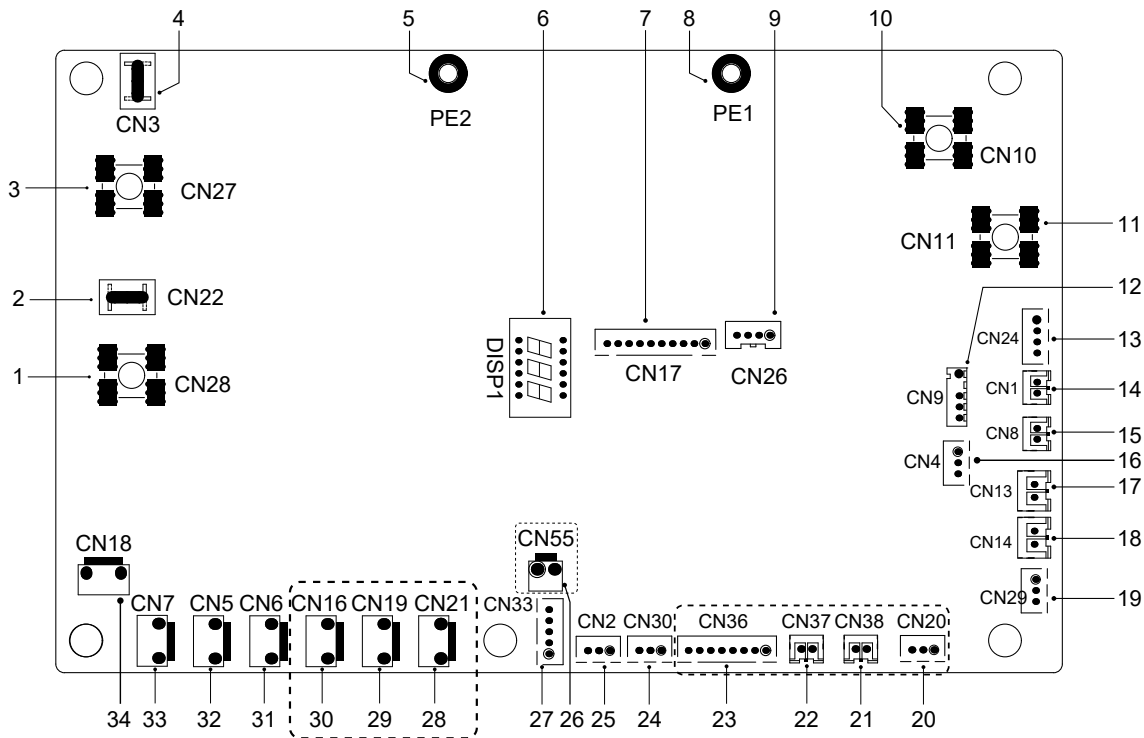 4 5 6 7 8 9 10
CN3 PE2 PE1
CN10
3 CN27
CN11 11
12
2 CN22
CN24 13
DISP1
CN17 CN26
1 CN28
CN9 CN1 14
CN8 15
CN4 16
CN13 17
CN18 CN55
CN14 18
CN7 CN5 CN6 CN16 CN19 CN21 CN33 CN2 CN30 CN36 CN37 CN38 CN20
CN29 19
34 33 32 31 30 29 28 27 26 25 24 23 22 21 20